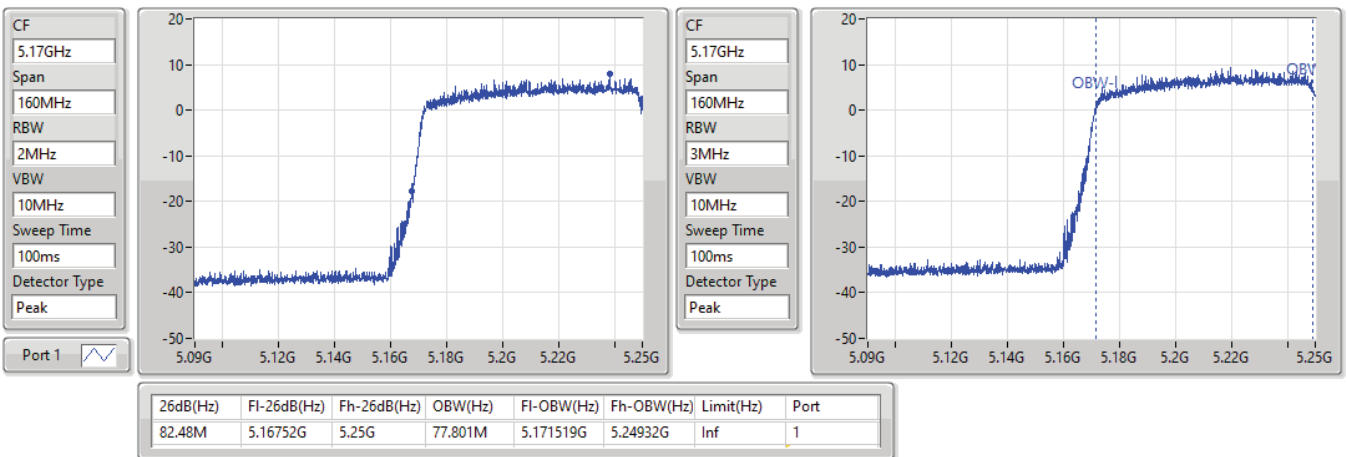 CF
5.17GHz
Span
160MHz
RBW
2MHz
VBW
10MHz
Sweep Time
100ms
Detector Type
Peak
Port 1
20
10
0
-10
-20
-30
-40
-50
5.09G 5.12G 5.14G 5.16G 5.18G 5.2G 5.22G 5.25G
CF
5.17GHz
Span
160MHz
RBW
3MHz
VBW
10MHz
Sweep Time
100ms
Detector Type
Peak
20
10
0
-10
-20
-30
-40
-50
OBW-l
OBW
5.09G 5.12G 5.14G 5.16G 5.18G 5.2G 5.22G 5.25G
26dB(Hz) Fl-26dB(Hz) Fh-26dB(Hz) OBW(Hz) Fl-OBW(Hz) Fh-OBW(Hz) Limit(Hz) Port
82.48M 5.16752G 5.25G 77.801M 5.171519G 5.24932G Inf 1